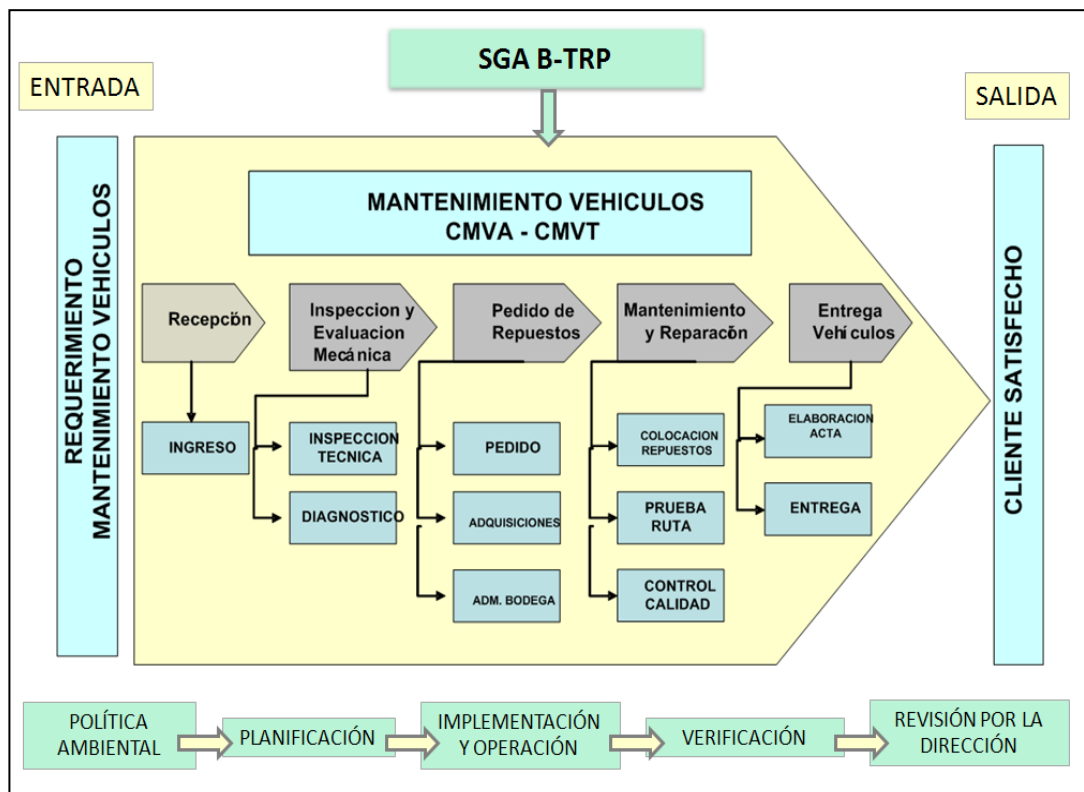 SGA B-TRP
ENTRADA
SALIDA
REQUERIMIENTO
MANTENIMIENTO VEHICULOS
MANTENIMIENTO VEHICULOS
CMVA - CMVT
CLIENTE SATISFECHO
Recepción
Inspeccion y
Evaluacion
Mecánica
Pedido de
Repuestos
Mantenimiento
y Reparación
Entrega
Vehículos
INGRESO
INSPECCION
TECNICA
DIAGNOSTICO
PEDIDO
ADQUISICIONES
ADM. BODEGA
COLOCACION
REPUESTOS
PRUEBA
RUTA
CONTROL
CALIDAD
ELABORACION
ACTA
ENTREGA
POLÍTICA
AMBIENTAL
PLANIFICACIÓN
IMPLEMENTACIÓN
Y OPERACIÓN
VERIFICACIÓN
REVISIÓN POR LA
DIRECCIÓN